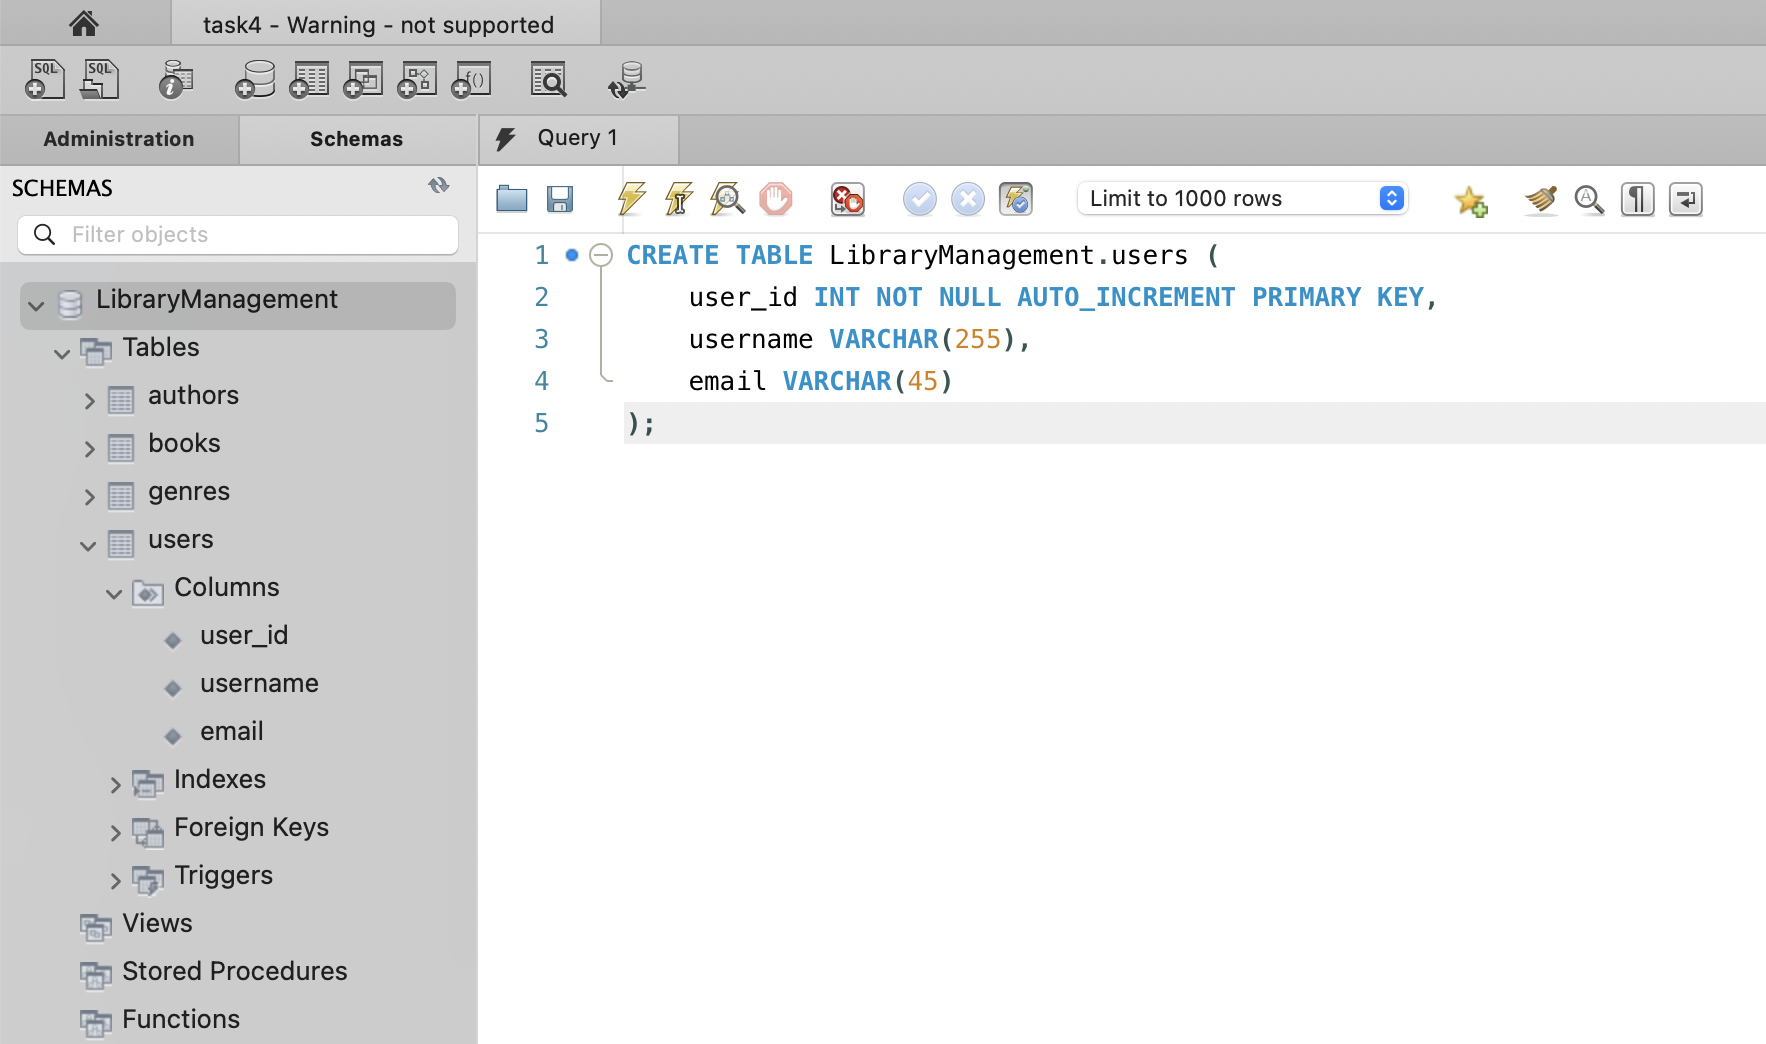 task4 - Warning - not supported
SQL SQL
Administration Schemas Query 1
SCHEMAS
Filter objects
Limit to 1000 rows
LibraryManagement
Tables
authors
books
genres
users
Columns
user_id
username
email
Indexes
Foreign Keys
Triggers
Views
Stored Procedures
Functions
1 CREATE TABLE LibraryManagement.users (
2 user_id INT NOT NULL AUTO_INCREMENT PRIMARY KEY,
3 username VARCHAR(255),
4 email VARCHAR(45)
5 );